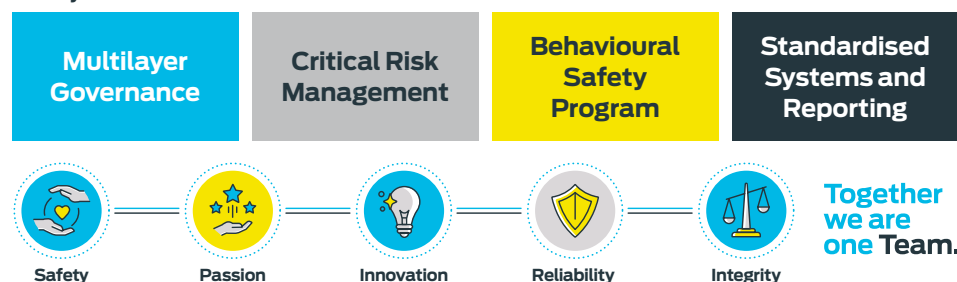 Multilayer
Governance
Critical Risk
Management
Behavioural
Safety
Program
Standardised
Systems and
Reporting
Safety
Passion
Innovation
Reliability
Integrity
Together
we are
one Team.